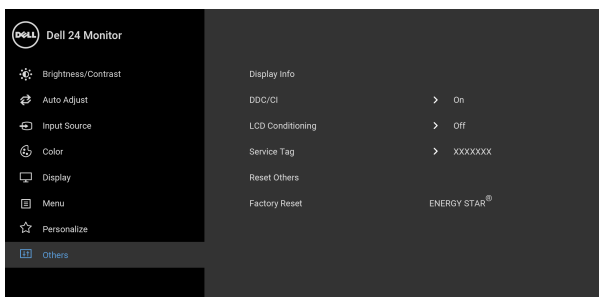 DELL Dell 24 Monitor
Brightness/Contrast
Display Info
Auto Adjust
DDC/CI > On
Input Source
LCD Conditioning > Off
Color
Service Tag > XXXXXXX
Display
Reset Others
Menu
Factory Reset ENERGY STAR®
Personalize
Others